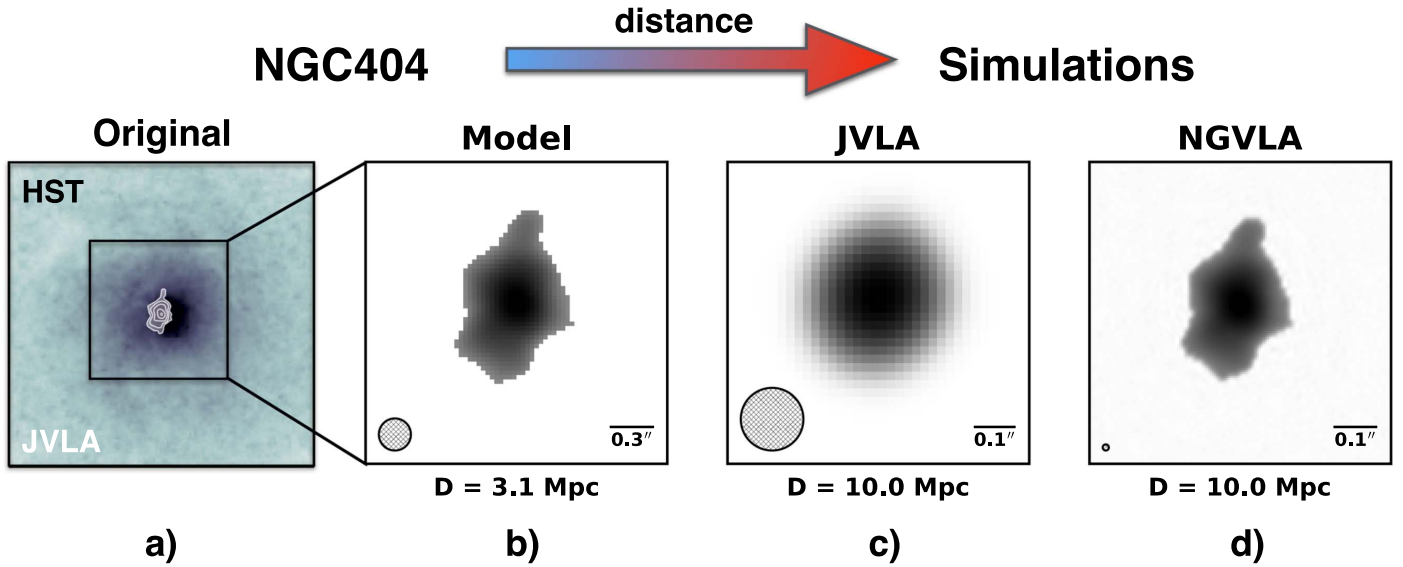 distance
NGC404
Simulations
Original
Model
JVLA
NGVLA
HST
JVLA
0.3″
0.1″
0.1″
D = 3.1 Mpc
D = 10.0 Mpc
D = 10.0 Mpc
a)
b)
c)
d)